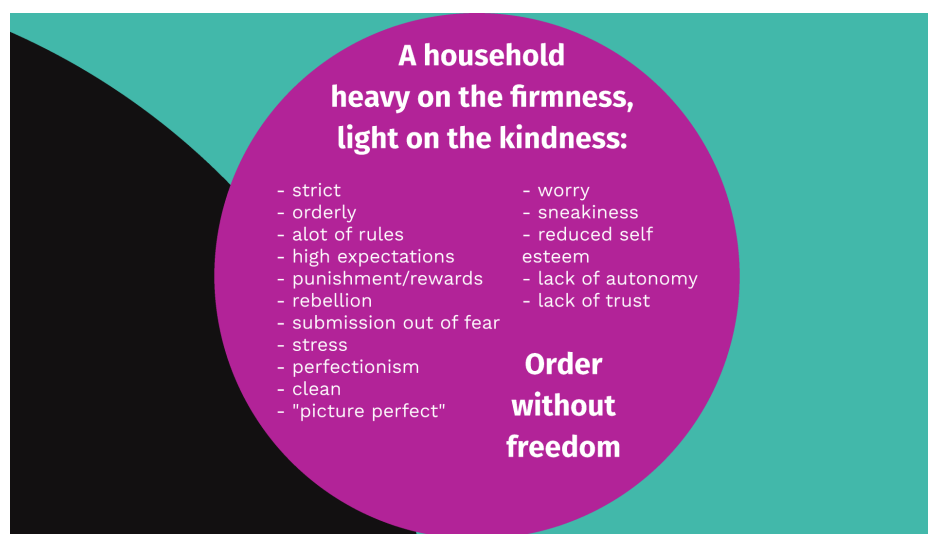 A household
heavy on the firmness,
light on the kindness:
- strict
- orderly
- alot of rules
- high expectations
- punishment/rewards
- rebellion
- submission out of fear
- stress
- perfectionism
- clean
- "picture perfect"
- worry
- sneakiness
- reduced self
esteem
- lack of autonomy
- lack of trust
Order
without
freedom